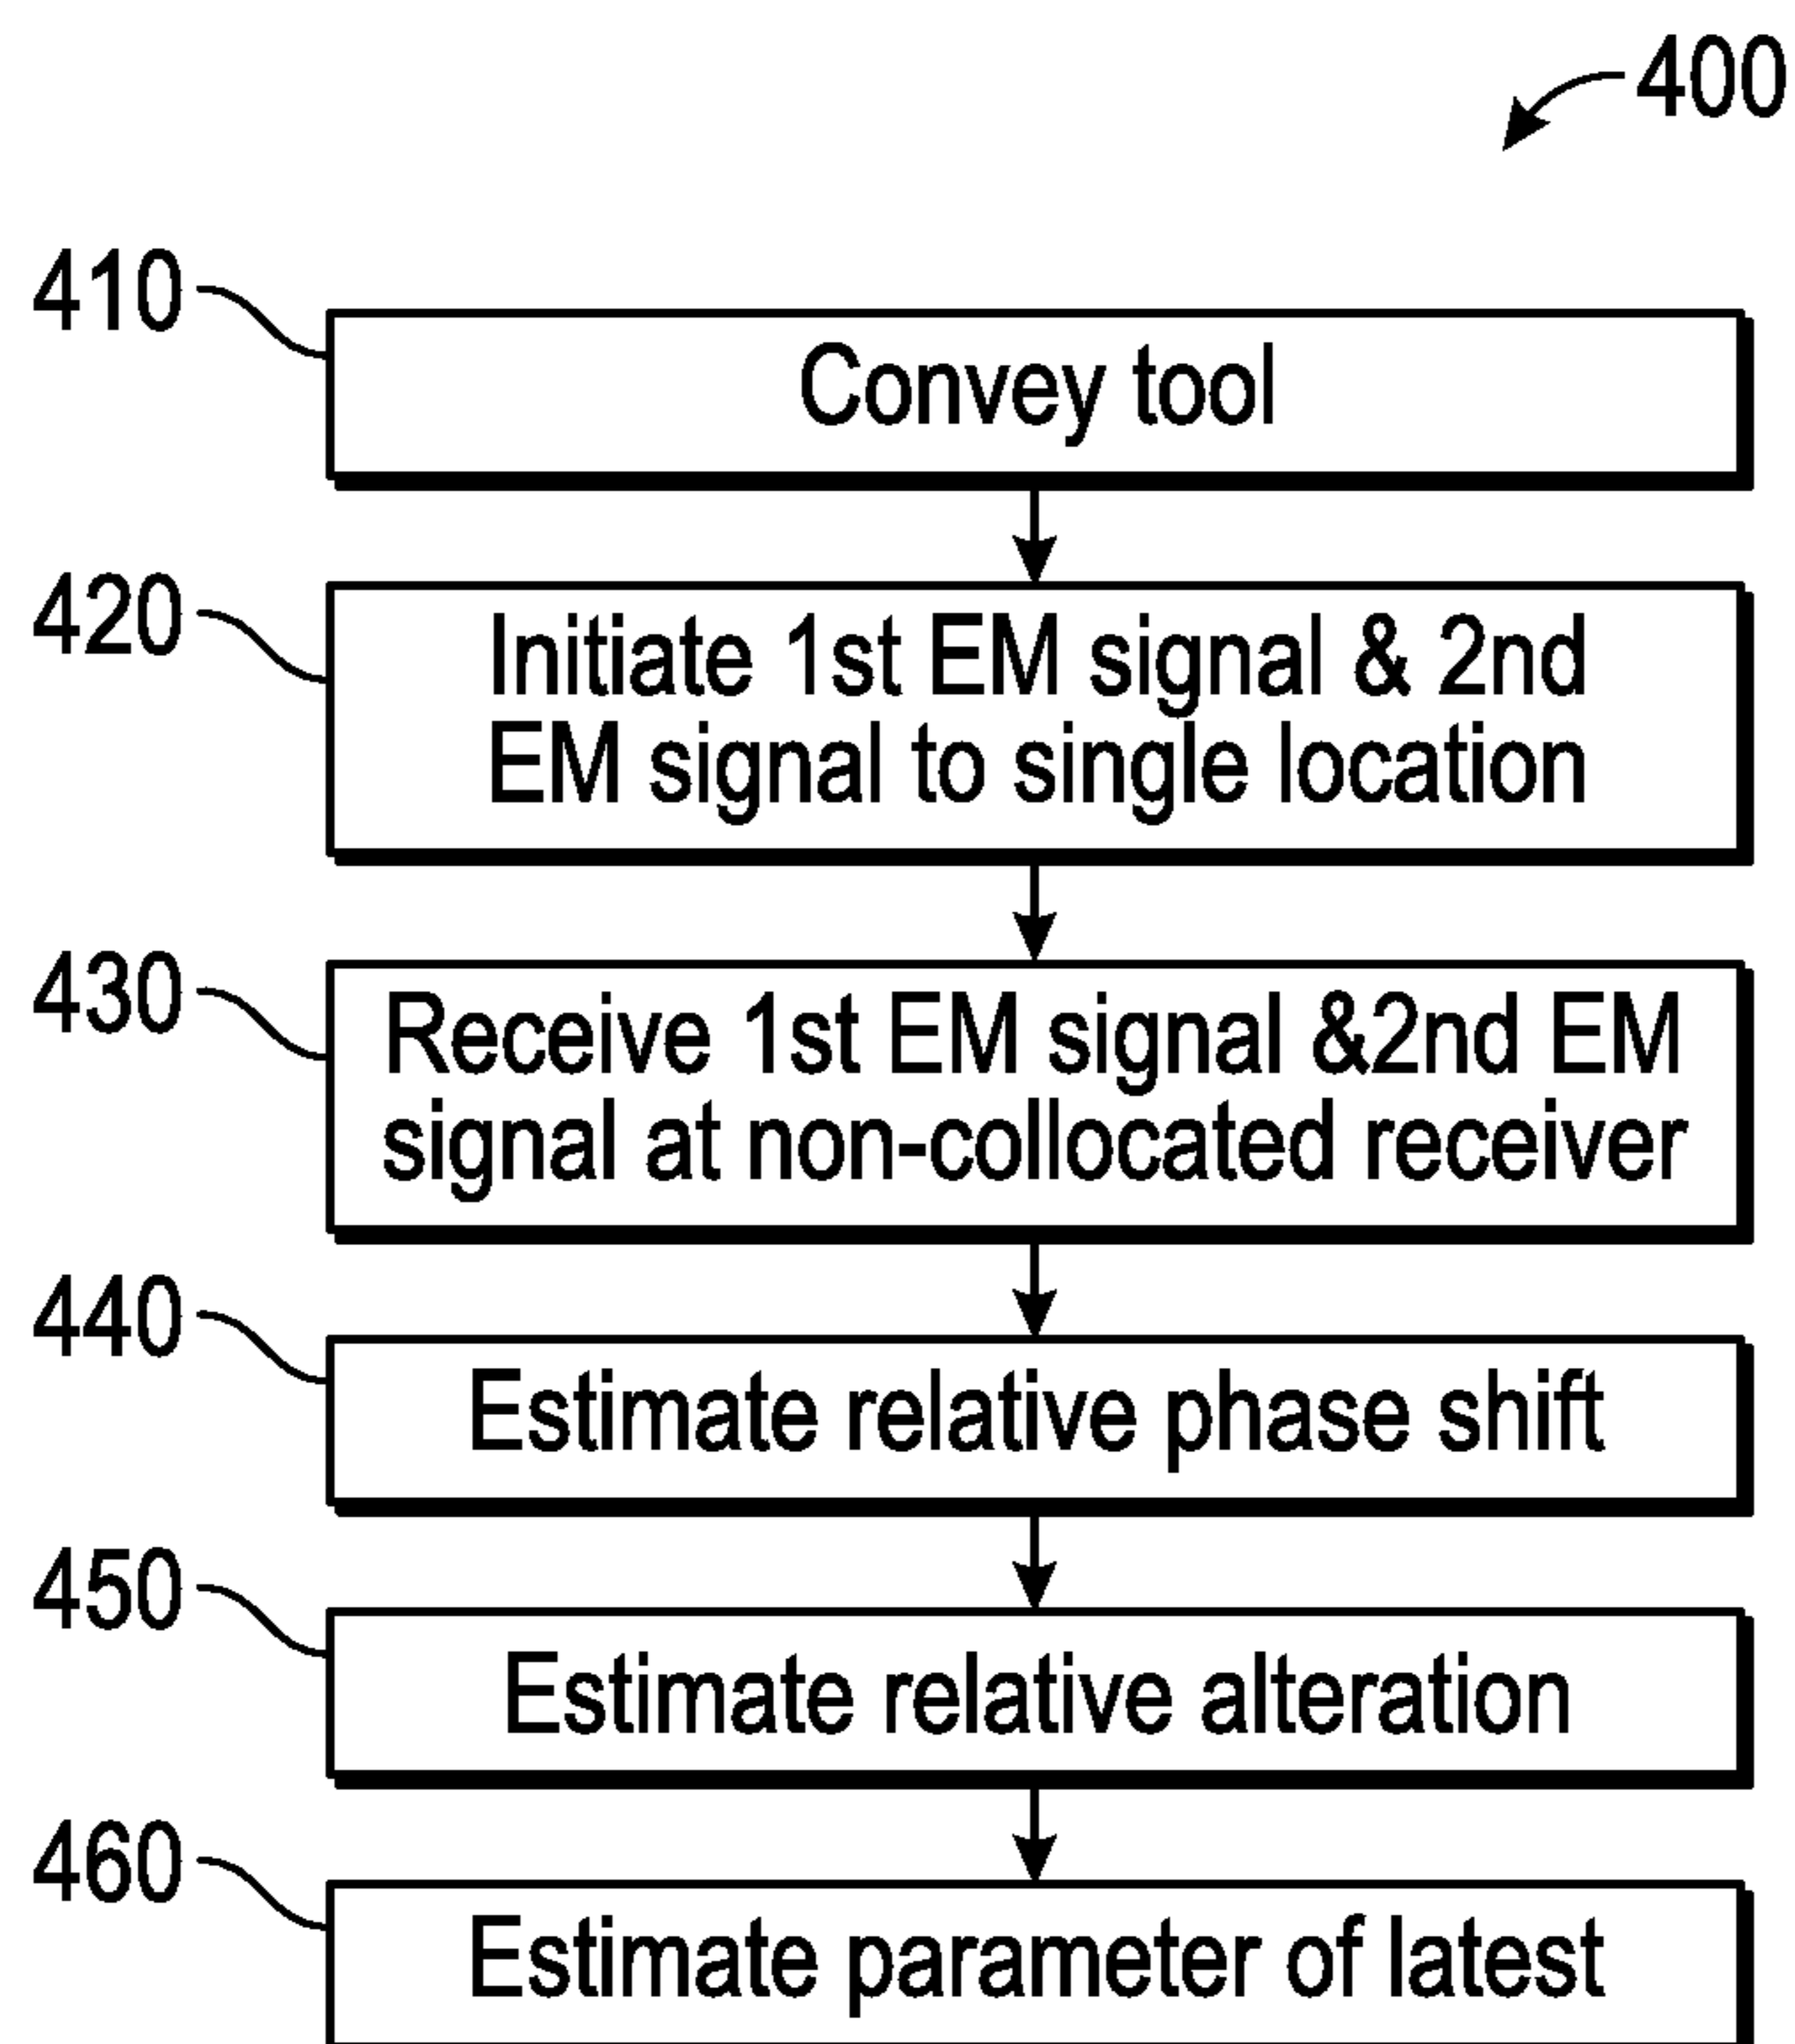 400
410
Convey tool
420
Initiate 1st EM signal & 2nd
EM signal to single location
430
Receive 1st EM signal &2nd EM
signal at non-collocated receiver
440
Estimate relative phase shift
450
Estimate relative alteration
460
Estimate parameter of latest